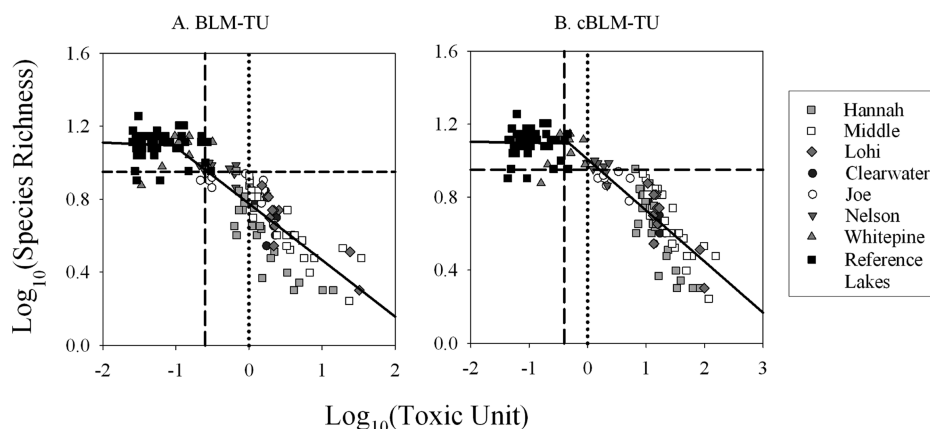 A. BLM-TU
B. cBLM-TU
Log10(Species Richness)
1.6
1.2
0.8
0.4
0.0
-2
-1
0
1
2
1.6
1.2
0.8
0.4
0.0
-2
-1
0
1
2
3
Log10(Toxic Unit)
Hannah
Middle
Lohi
Clearwater
Joe
Nelson
Whitepine
Reference
Lakes